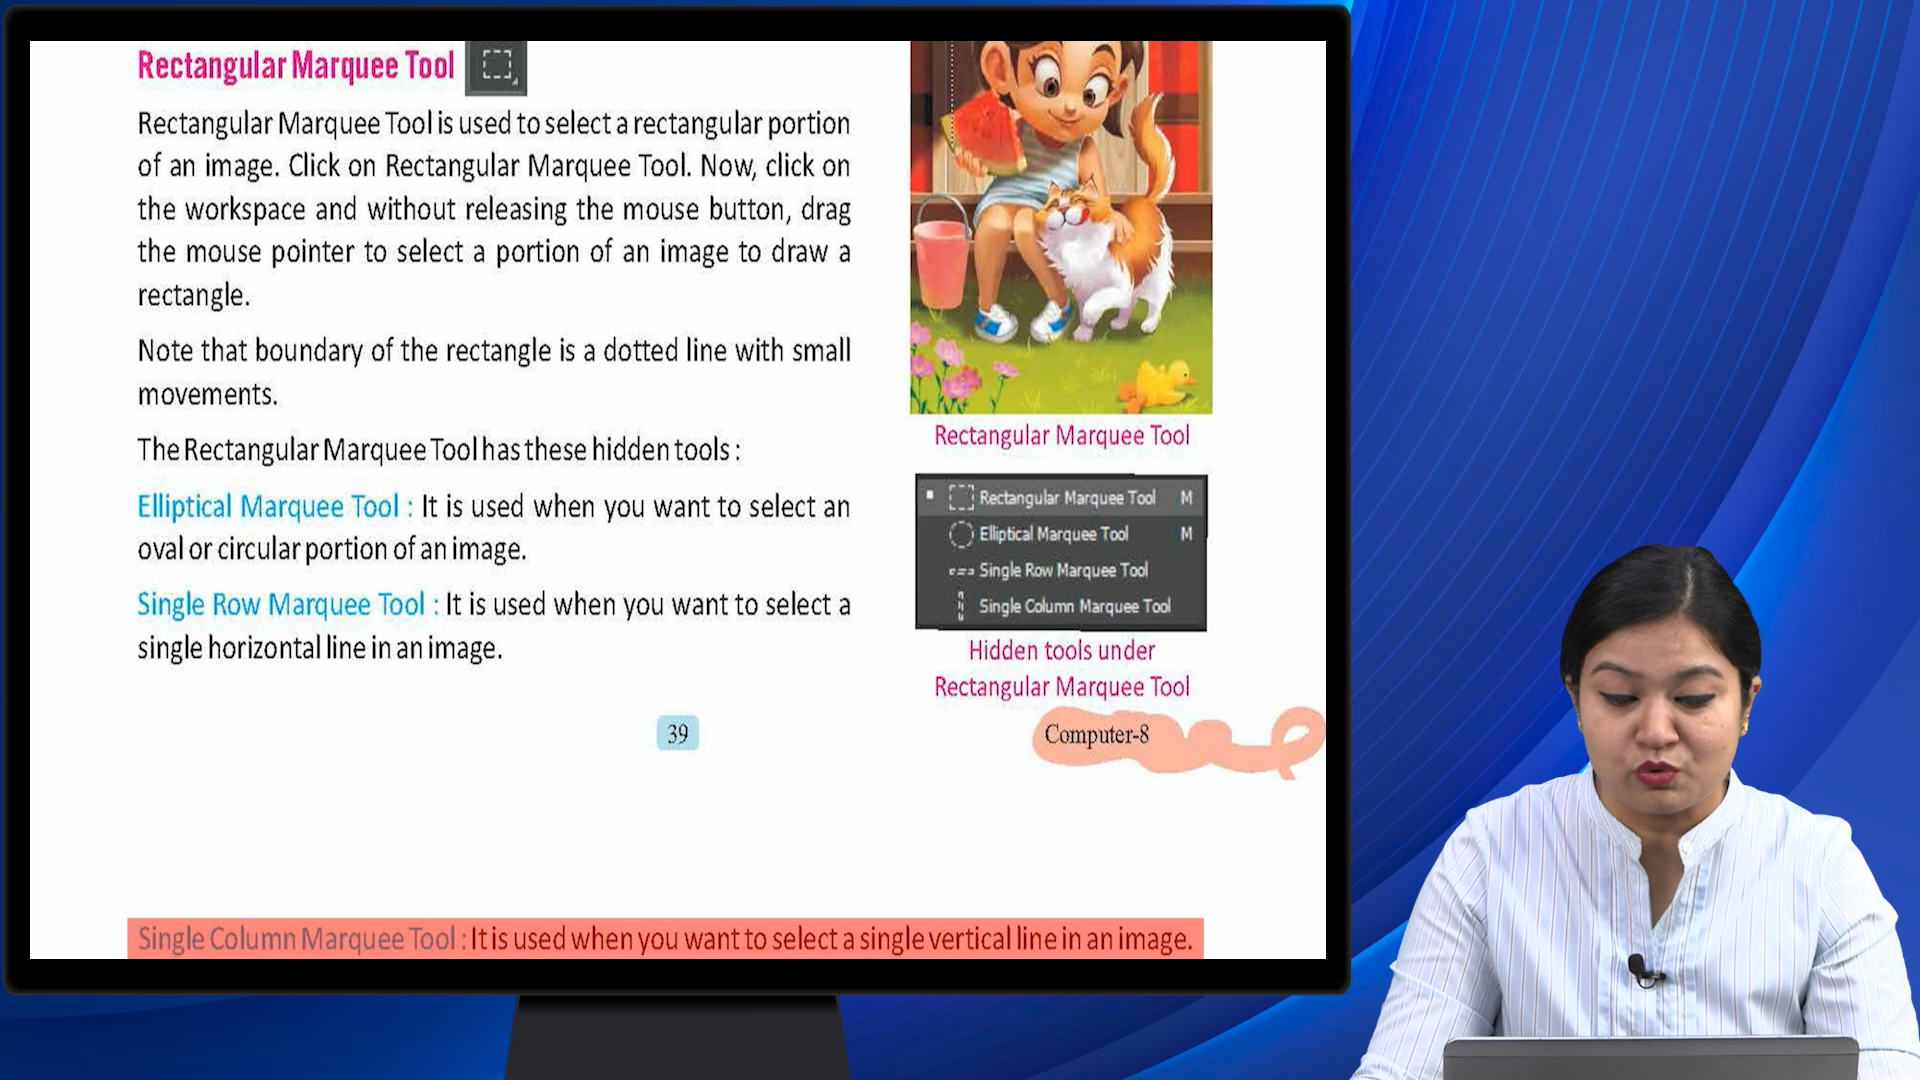 Rectangular Marquee Tool
Rectangular Marquee Tool is used to select a rectangular portion
of an image. Click on Rectangular Marquee Tool. Now, click on
the workspace and without releasing the mouse button, drag
the mouse pointer to select a portion of an image to draw a
rectangle.
Note that boundary of the rectangle is a dotted line with small
movements.
The Rectangular Marquee Tool has these hidden tools :
Elliptical Marquee Tool : It is used when you want to select an
oval or circular portion of an image.
Single Row Marquee Tool : It is used when you want to select a
single horizontal line in an image.
Rectangular Marquee Tool
Rectangular Marquee Tool M
Elliptical Marquee Tool M
Single Row Marquee Tool
Single Column Marquee Tool
Hidden tools under
Rectangular Marquee Tool
39
Computer-8
Single Column Marquee Tool : It is used when you want to select a single vertical line in an image.